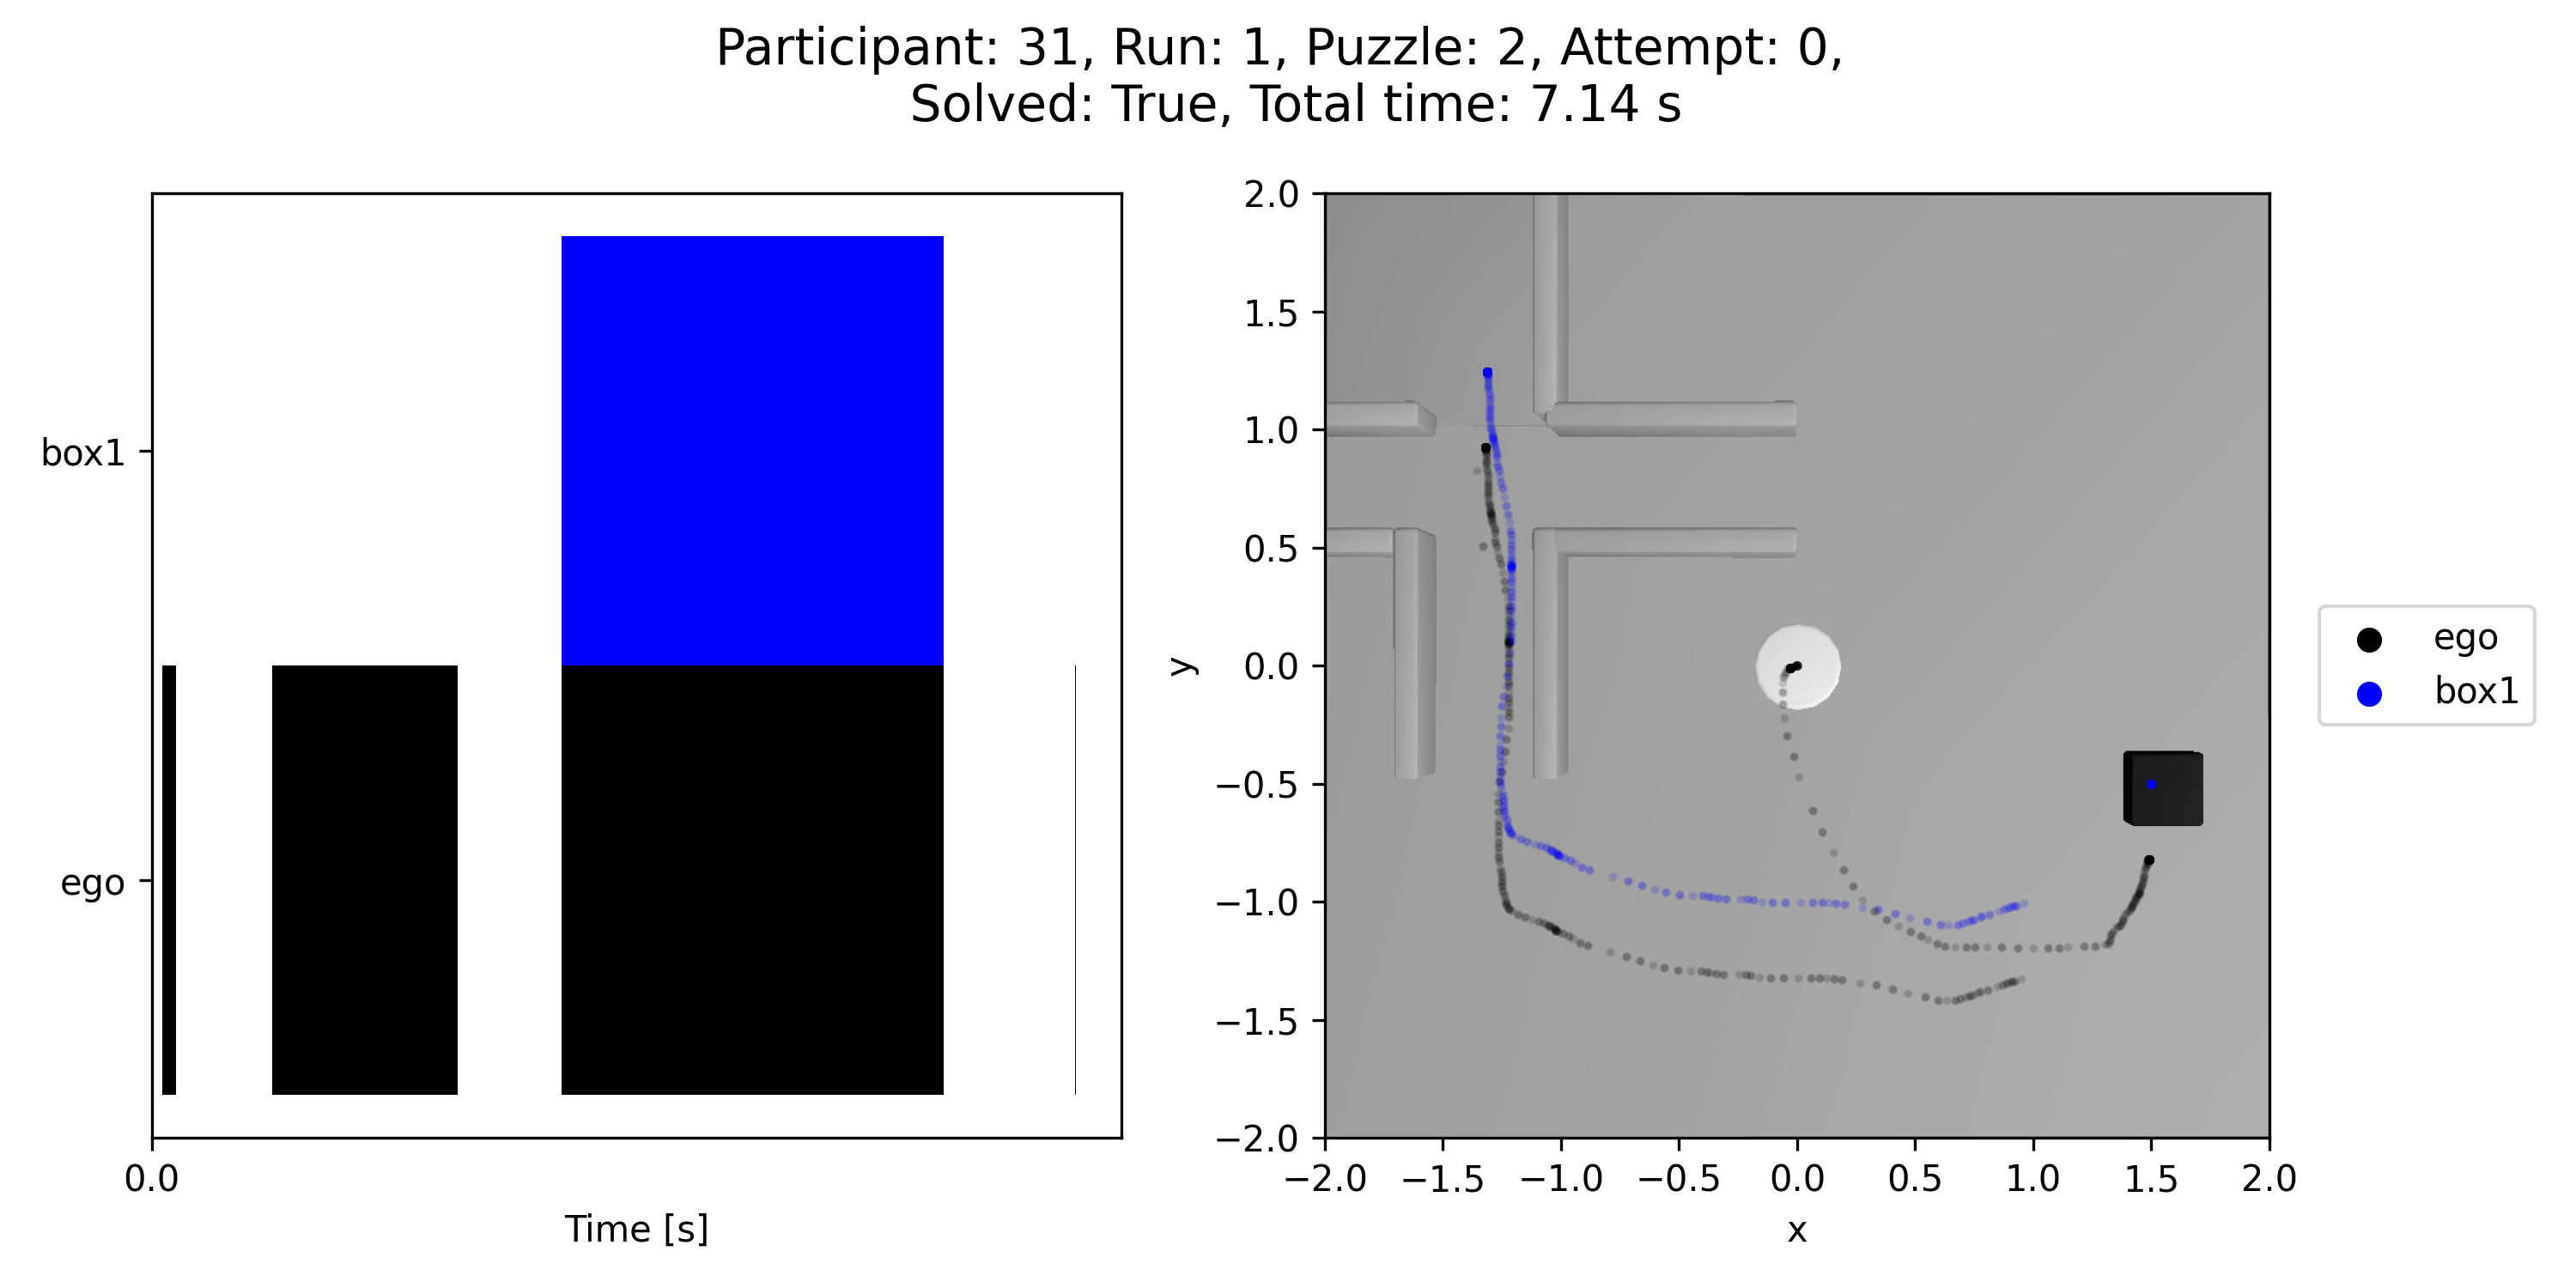 Participant: 31, Run: 1, Puzzle: 2, Attempt: 0,
Solved: True, Total time: 7.14 s
box1
ego
0.0
Time [s]
2.0
1.5
1.0
0.5
0.0
−0.5
−1.0
−1.5
−2.0
y
−2.0 −1.5 −1.0 −0.5 0.0 0.5 1.0 1.5 2.0
x
ego
box1